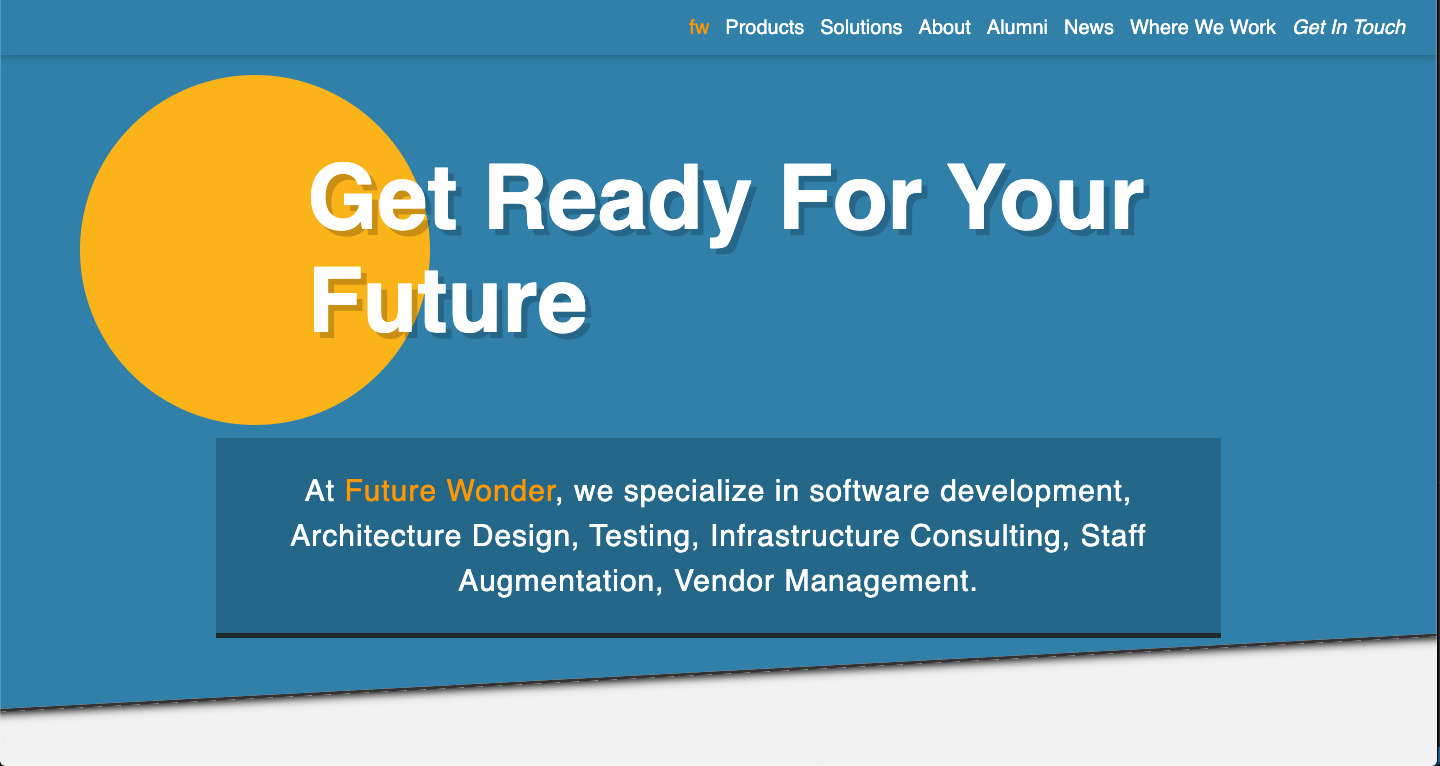 fw Products Solutions About Alumni News Where We Work Get In Touch
Get Ready For Your
Future
At Future Wonder, we specialize in software development,
Architecture Design, Testing, Infrastructure Consulting, Staff
Augmentation, Vendor Management.